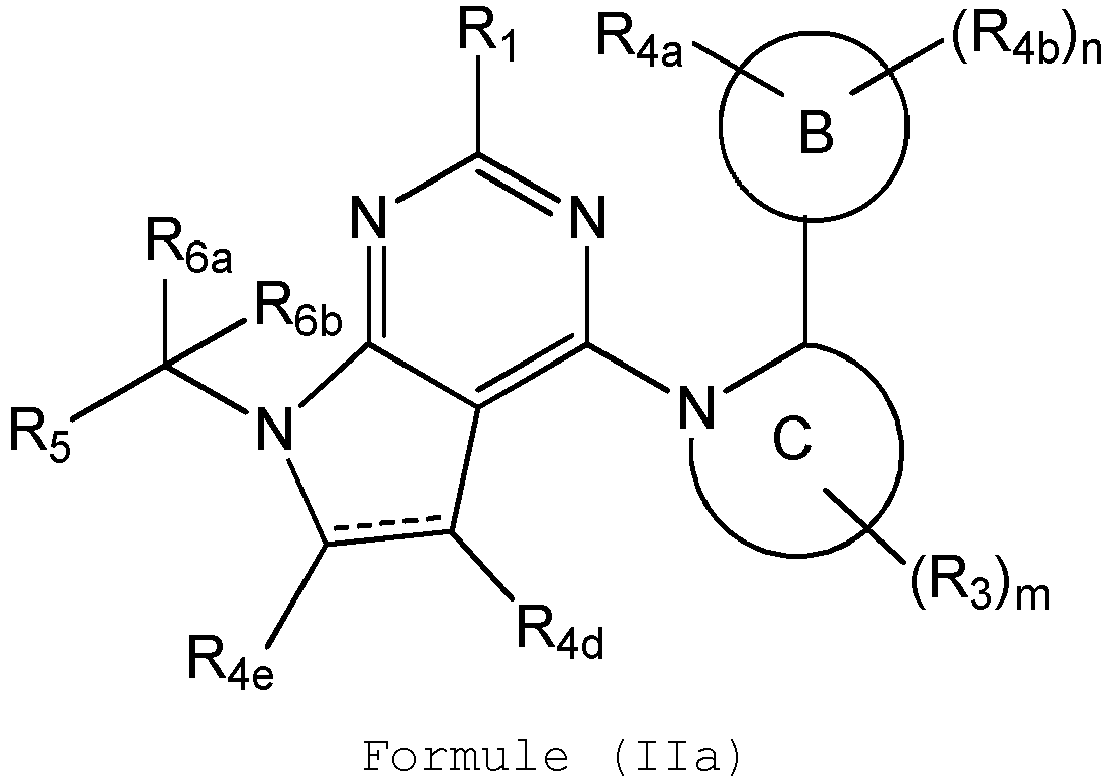 R1 R4a (R4b)n
B
N N
R6a
R6b
N N C
R5
(R3)m
R4d
R4e
Formule (IIa)